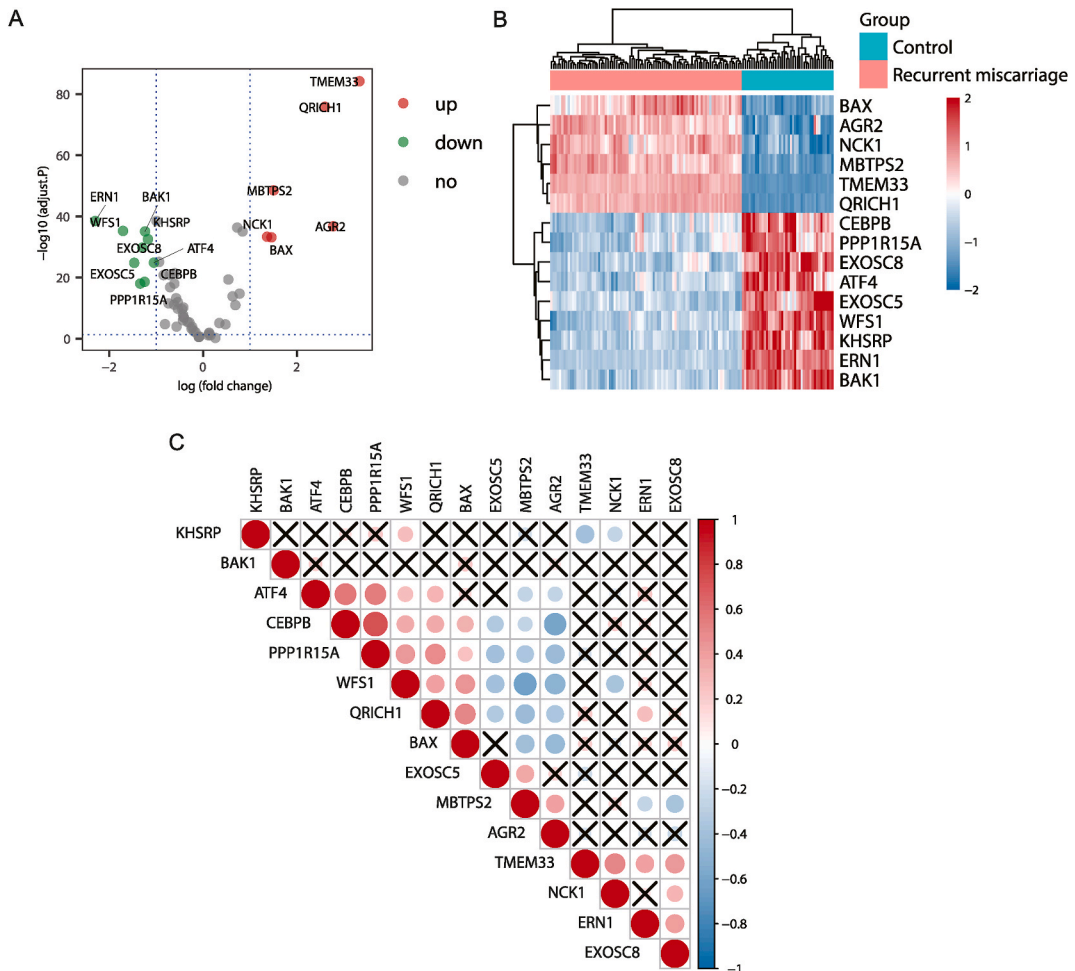 A
80
60
40
20
0
−log10 (adjust.P)
TMEM33
QRICH1
MBTPS2
ERN1
BAK1
WFS1
KHSRP
NCK1
AGR2
EXOSC8
ATF4
BAX
EXOSC5
CEBPB
PPP1R15A
−2
0
2
log (fold change)
up
down
no
B
Group
Control
Recurrent miscarriage
BAX
AGR2
NCK1
MBTPS2
TMEM33
QRICH1
CEBPB
PPP1R15A
EXOSC8
ATF4
EXOSC5
WFS1
KHSRP
ERN1
BAK1
2
1
0
−1
−2
C
KHSRP
BAK1
ATF4
CEBPB
PPP1R15A
WFS1
QRICH1
BAX
EXOSC5
MBTPS2
AGR2
TMEM33
NCK1
ERN1
EXOSC8
KHSRP
BAK1
ATF4
CEBPB
PPP1R15A
WFS1
QRICH1
BAX
EXOSC5
MBTPS2
AGR2
TMEM33
NCK1
ERN1
EXOSC8
1
0.8
0.6
0.4
0.2
0
−0.2
−0.4
−0.6
−0.8
−1